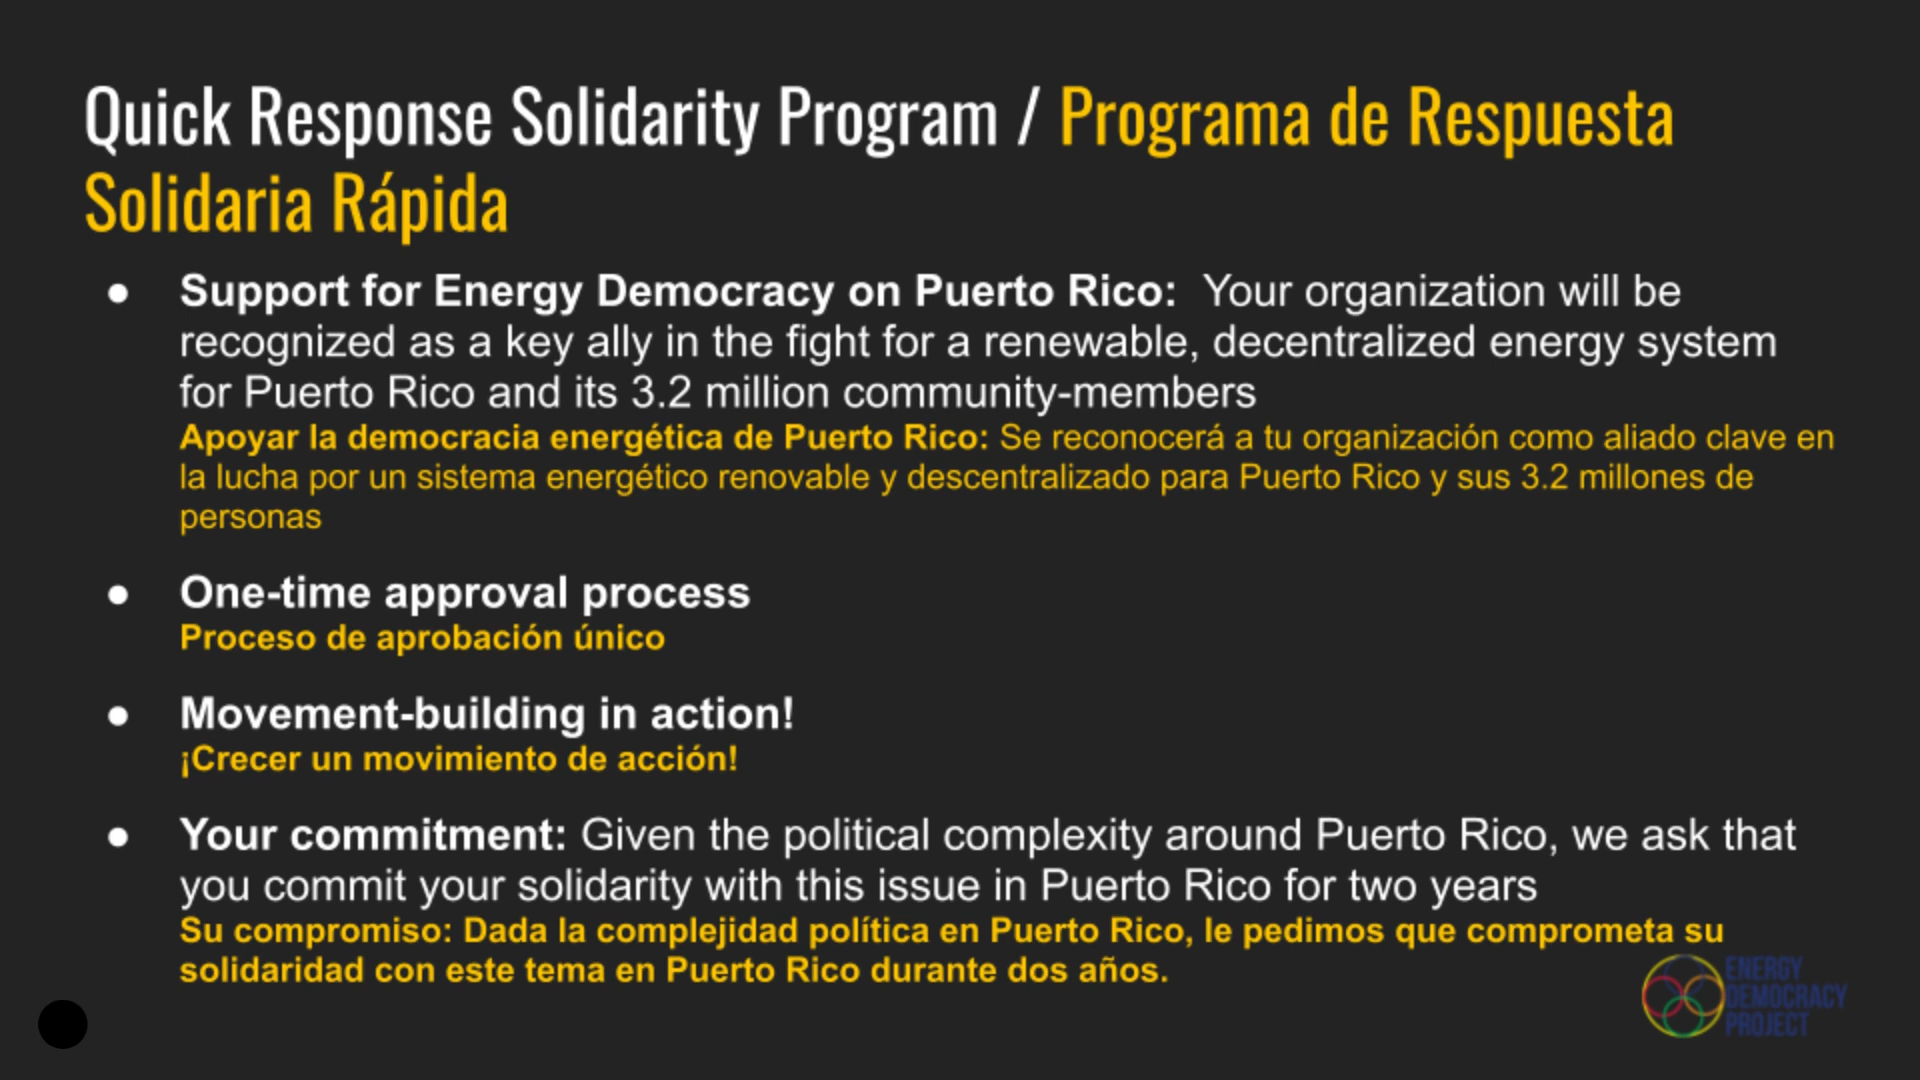 Quick Response Solidarity Program / Programa de Respuesta
Solidaria Rápida
● Support for Energy Democracy on Puerto Rico: Your organization will be
recognized as a key ally in the fight for a renewable, decentralized energy system
for Puerto Rico and its 3.2 million community-members
Apoyar la democracia energética de Puerto Rico: Se reconocerá a tu organización como aliado clave en
la lucha por un sistema energético renovable y descentralizado para Puerto Rico y sus 3.2 millones de
personas
● One-time approval process
Proceso de aprobación único
● Movement-building in action!
¡Crecer un movimiento de acción!
● Your commitment: Given the political complexity around Puerto Rico, we ask that
you commit your solidarity with this issue in Puerto Rico for two years
Su compromiso: Dada la complejidad política en Puerto Rico, le pedimos que comprometa su
solidaridad con este tema en Puerto Rico durante dos años.
ENERGY
DEMOCRACY
PROJECT